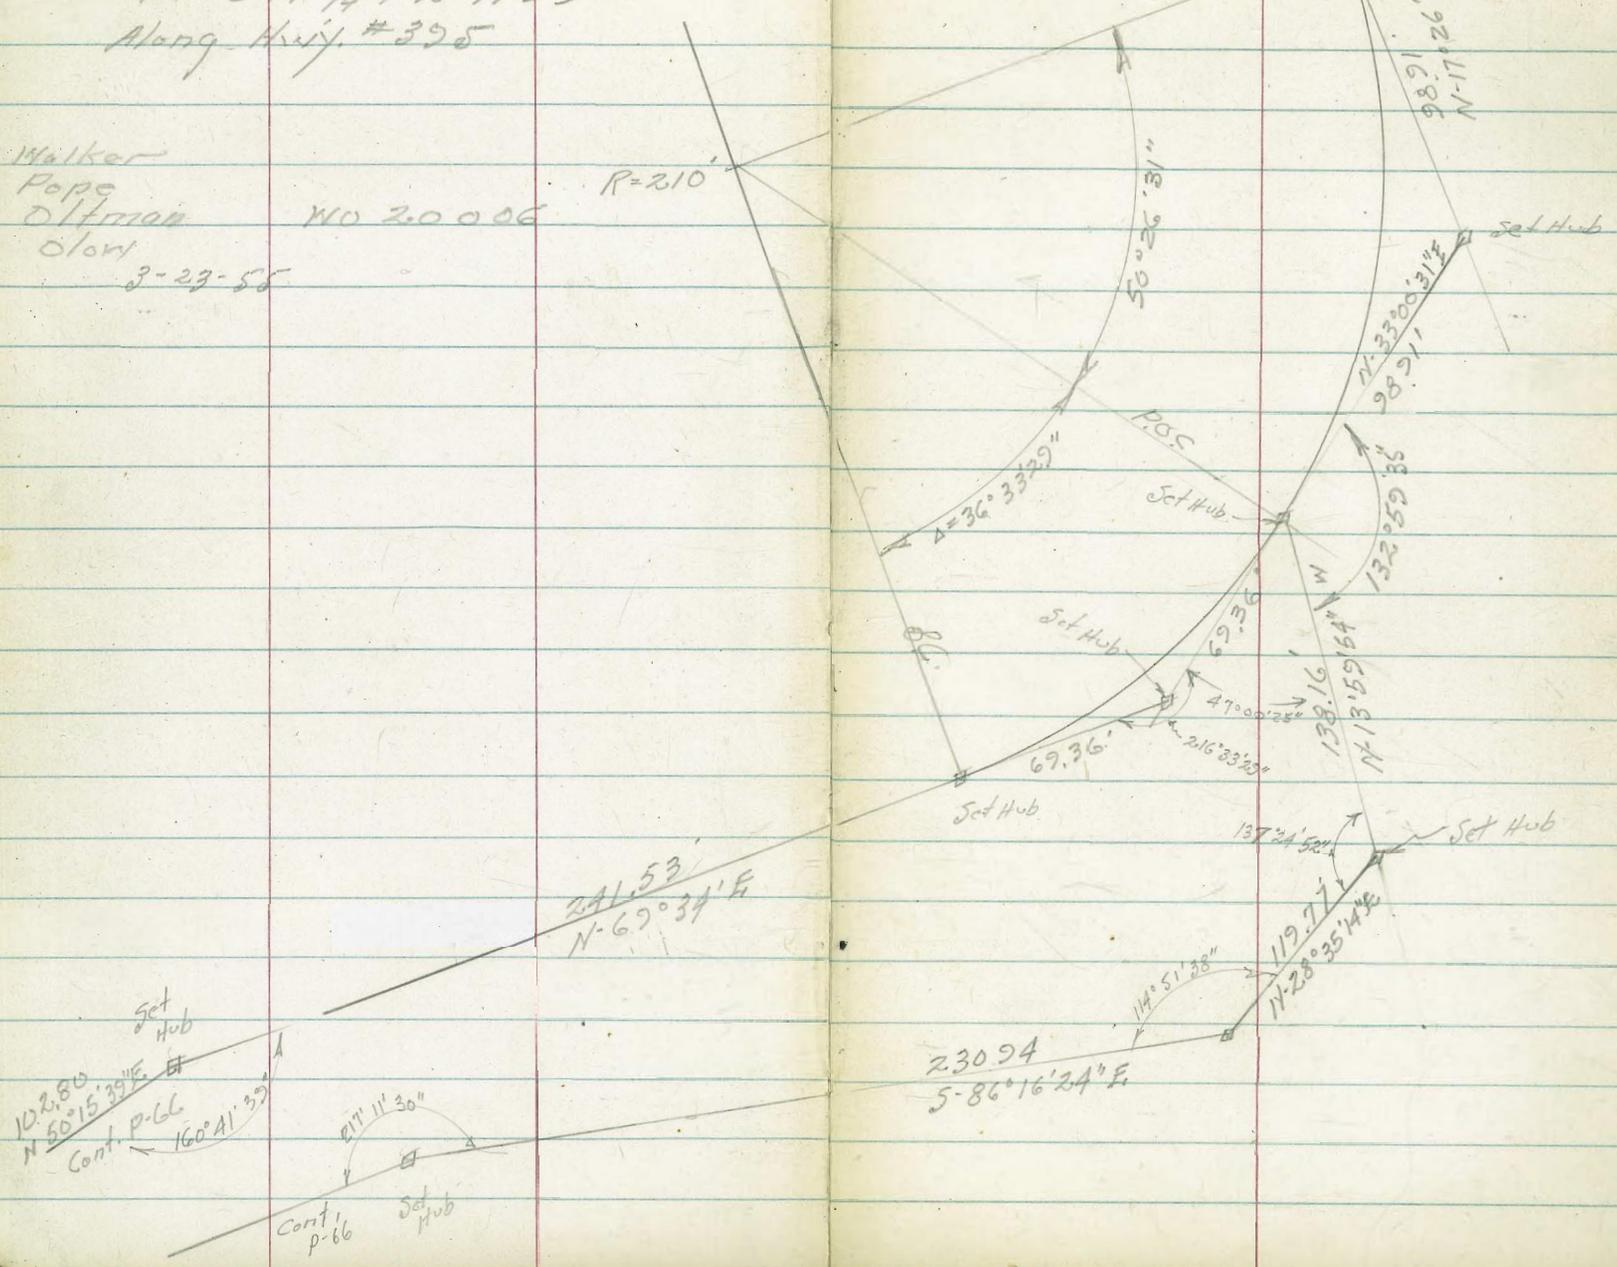 Along Hwy. #395
Walker
Pope
Oltman
Olow
3-23-55
WO 20006
R=210'
50°26'31"
98.91'
N-17°26'
Set Hub
N-33°00'31"E
98.91'
P.O.C
Set Hub
Δ=36°33'29"
132°59'35"
69.36'
Set Hub
47°00'25"
216°33'29"
69.36'
138.16'
N-13°59'54" W
B.C.
Set Hub
241.53'
N-69°34'E
137°24'52"
Set Hub
119.77'
N-28°35'14"E
114°51'38"
230.94
S-86°16'24"E
Set
Hub
102.80
N 50°15'39"E
Cont. P-66
160°41'39"
217°11'30"
Cont.
P-66
Set
Hub